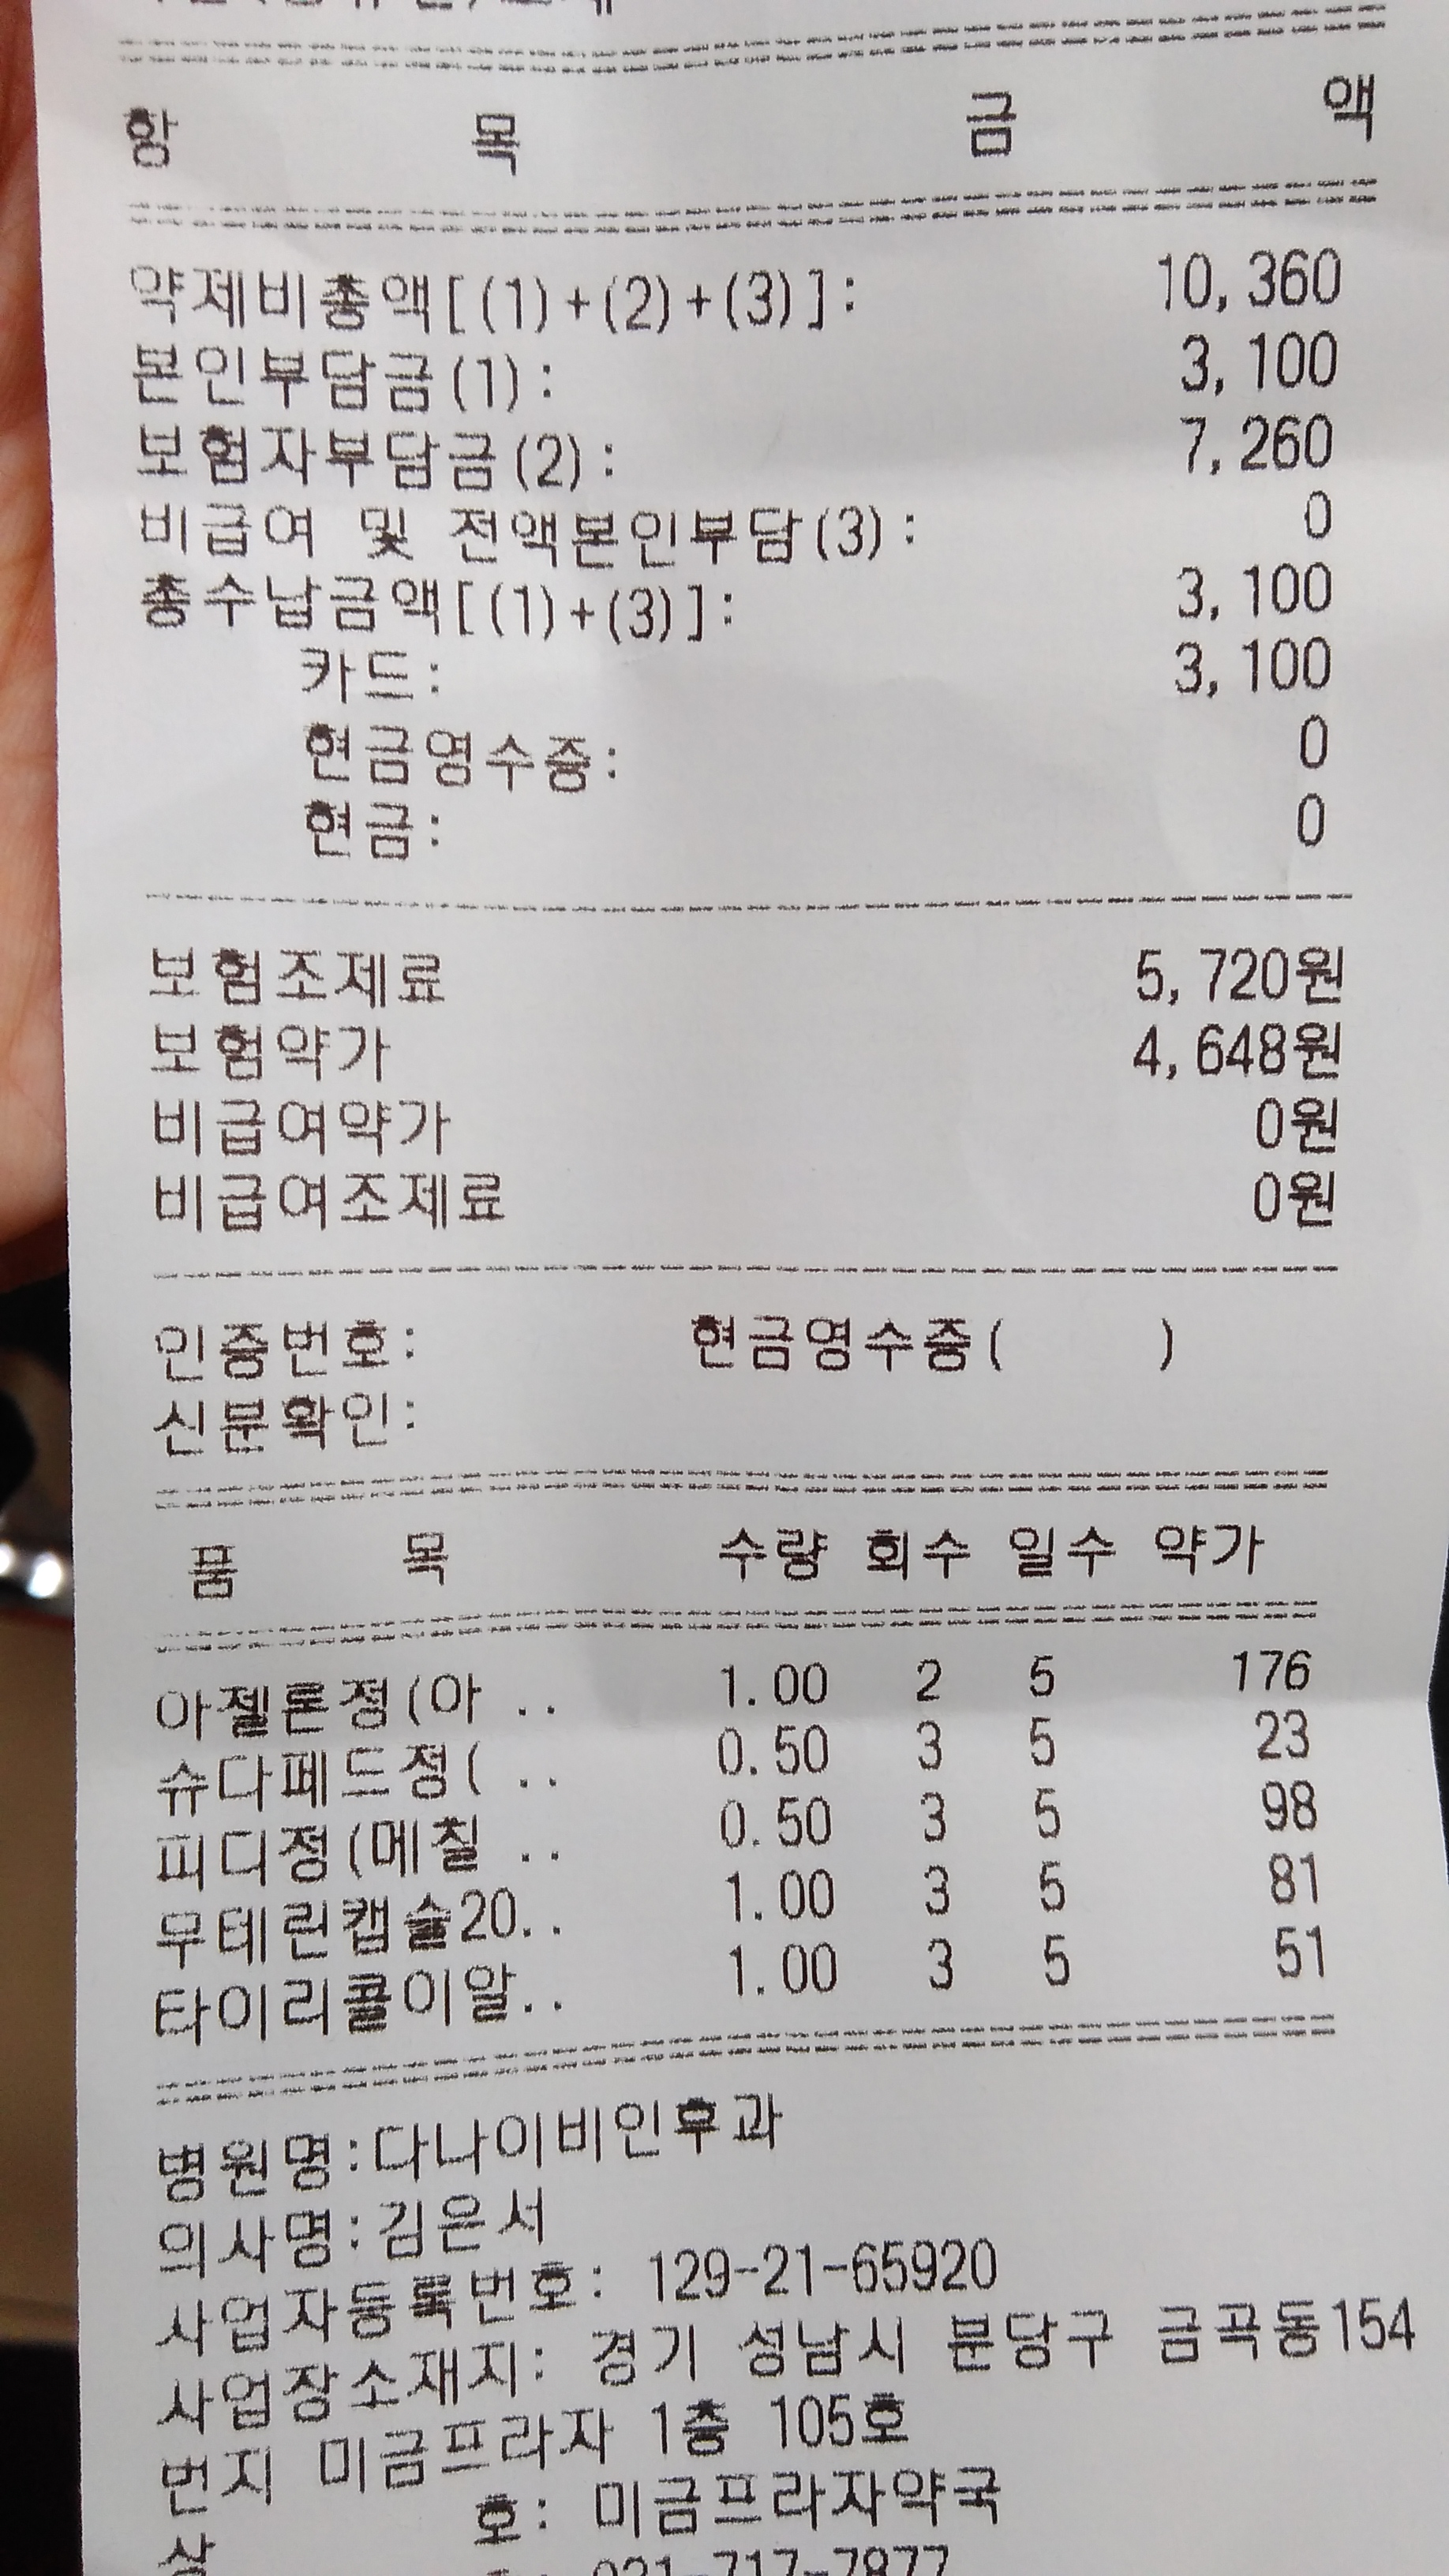 항 목 금 액
약제비총액[(1)+(2)+(3)]: 10,360
본인부담금(1): 3,100
보험자부담금(2): 7,260
비급여 및 전액본인부담(3): 0
총수납금액[(1)+(3)]: 3,100
카드: 3,100
현금영수증: 0
현금: 0
보험조제료 5,720원
보험약가 4,648원
비급여약가 0원
비급여조제료 0원
인증번호: 현금영수증( )
신분확인:
품 목 수량 회수 일수 약가
아젤론정(아 .. 1.00 2 5 176
슈다페드정( .. 0.50 3 5 23
피디정(메칠 .. 0.50 3 5 98
무테린캡슐20.. 1.00 3 5 81
타이리콜이알.. 1.00 3 5 51
병원명:다나이비인후과
의사명:김은서
사업자등록번호: 129-21-65920
사업장소재지: 경기 성남시 분당구 금곡동154
번지 미금프라자 1층 105호
상 호: 미금프라자약국
031-717-7877